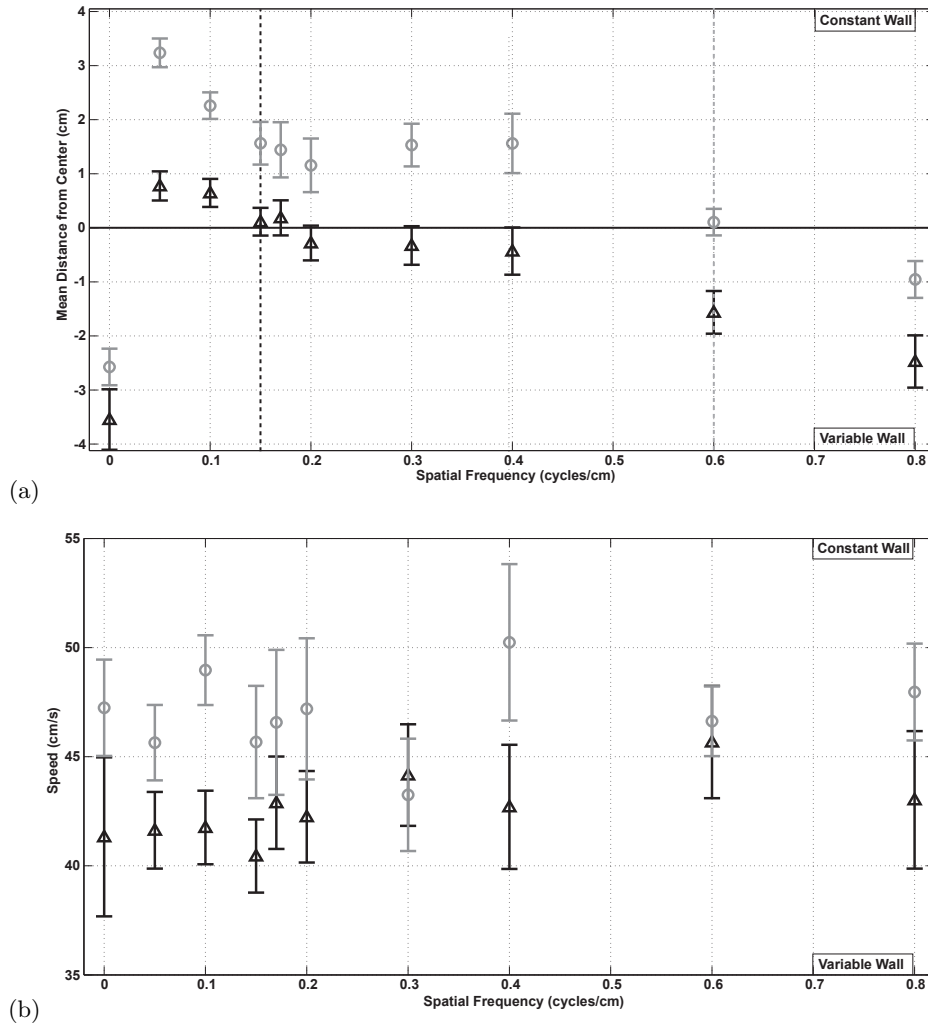 4
Constant Wall
3
2
1
0
-1
-2
-3
-4
Mean Distance from Center (cm)
Variable Wall
0 0.1 0.2 0.3 0.4 0.5 0.6 0.7 0.8
Spatial Frequency (cycles/cm)
(a)
55
Constant Wall
50
45
40
35
Speed (cm/s)
Variable Wall
0 0.1 0.2 0.3 0.4 0.5 0.6 0.7 0.8
Spatial Frequency (cycles/cm)
(b)